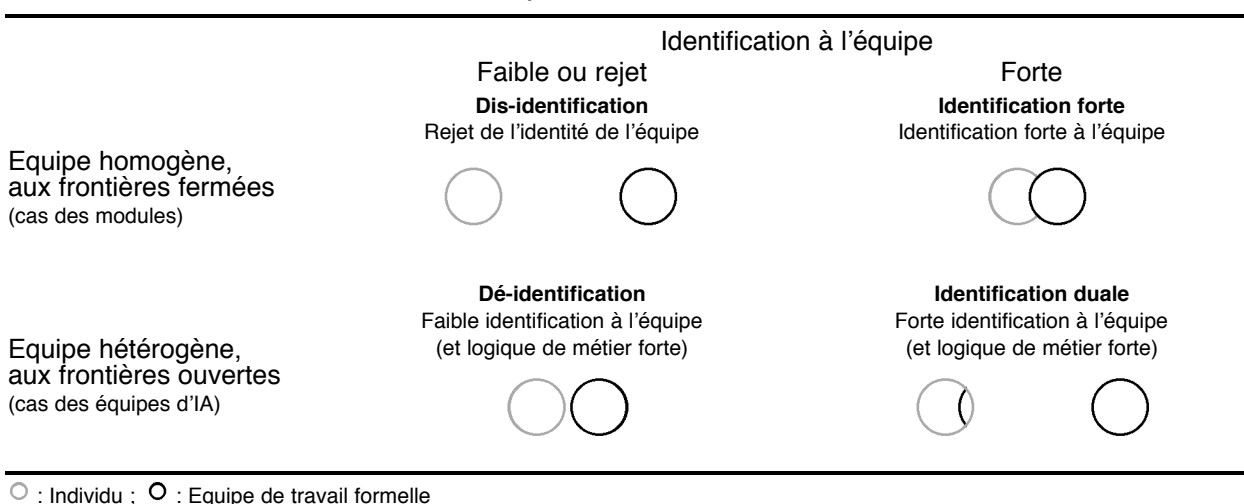 Identification à l’équipe
Faible ou rejet
Forte
Dis-identification
Rejet de l’identité de l’équipe
Identification forte
Identification forte à l’équipe
Equipe homogène,
aux frontières fermées
(cas des modules)
Dé-identification
Faible identification à l’équipe
(et logique de métier forte)
Identification duale
Forte identification à l’équipe
(et logique de métier forte)
Equipe hétérogène,
aux frontières ouvertes
(cas des équipes d’IA)
: Individu ; : Equipe de travail formelle